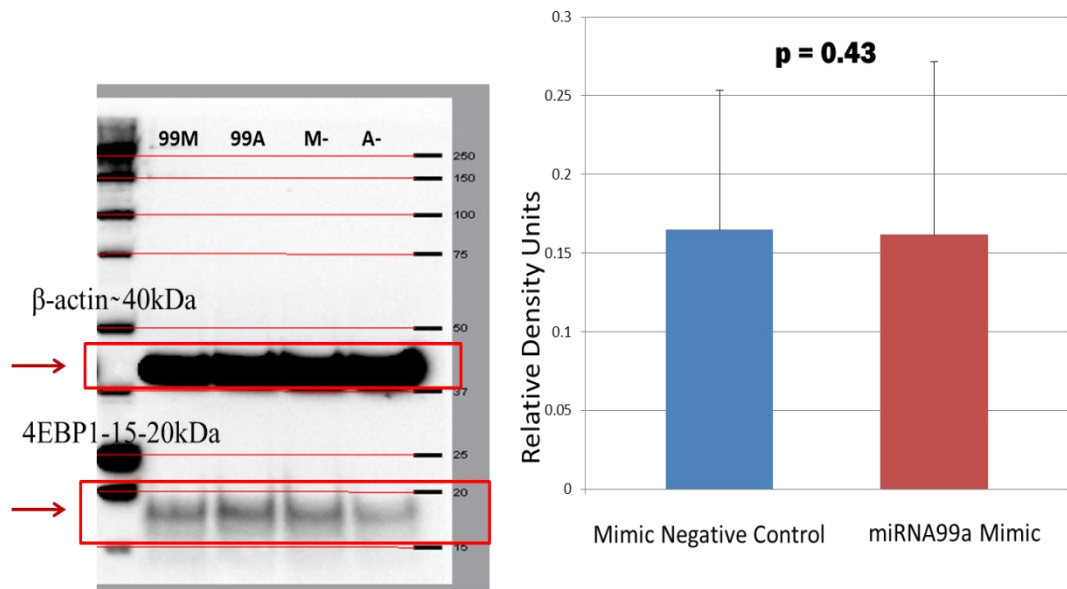 99M 99A M- A-
250
150
100
75
β-actin~40kDa
50
37
4EBP1-15-20kDa
25
20
15
0.3
p = 0.43
0.25
0.2
0.15
0.1
0.05
0
Relative Density Units
Mimic Negative Control miRNA99a Mimic